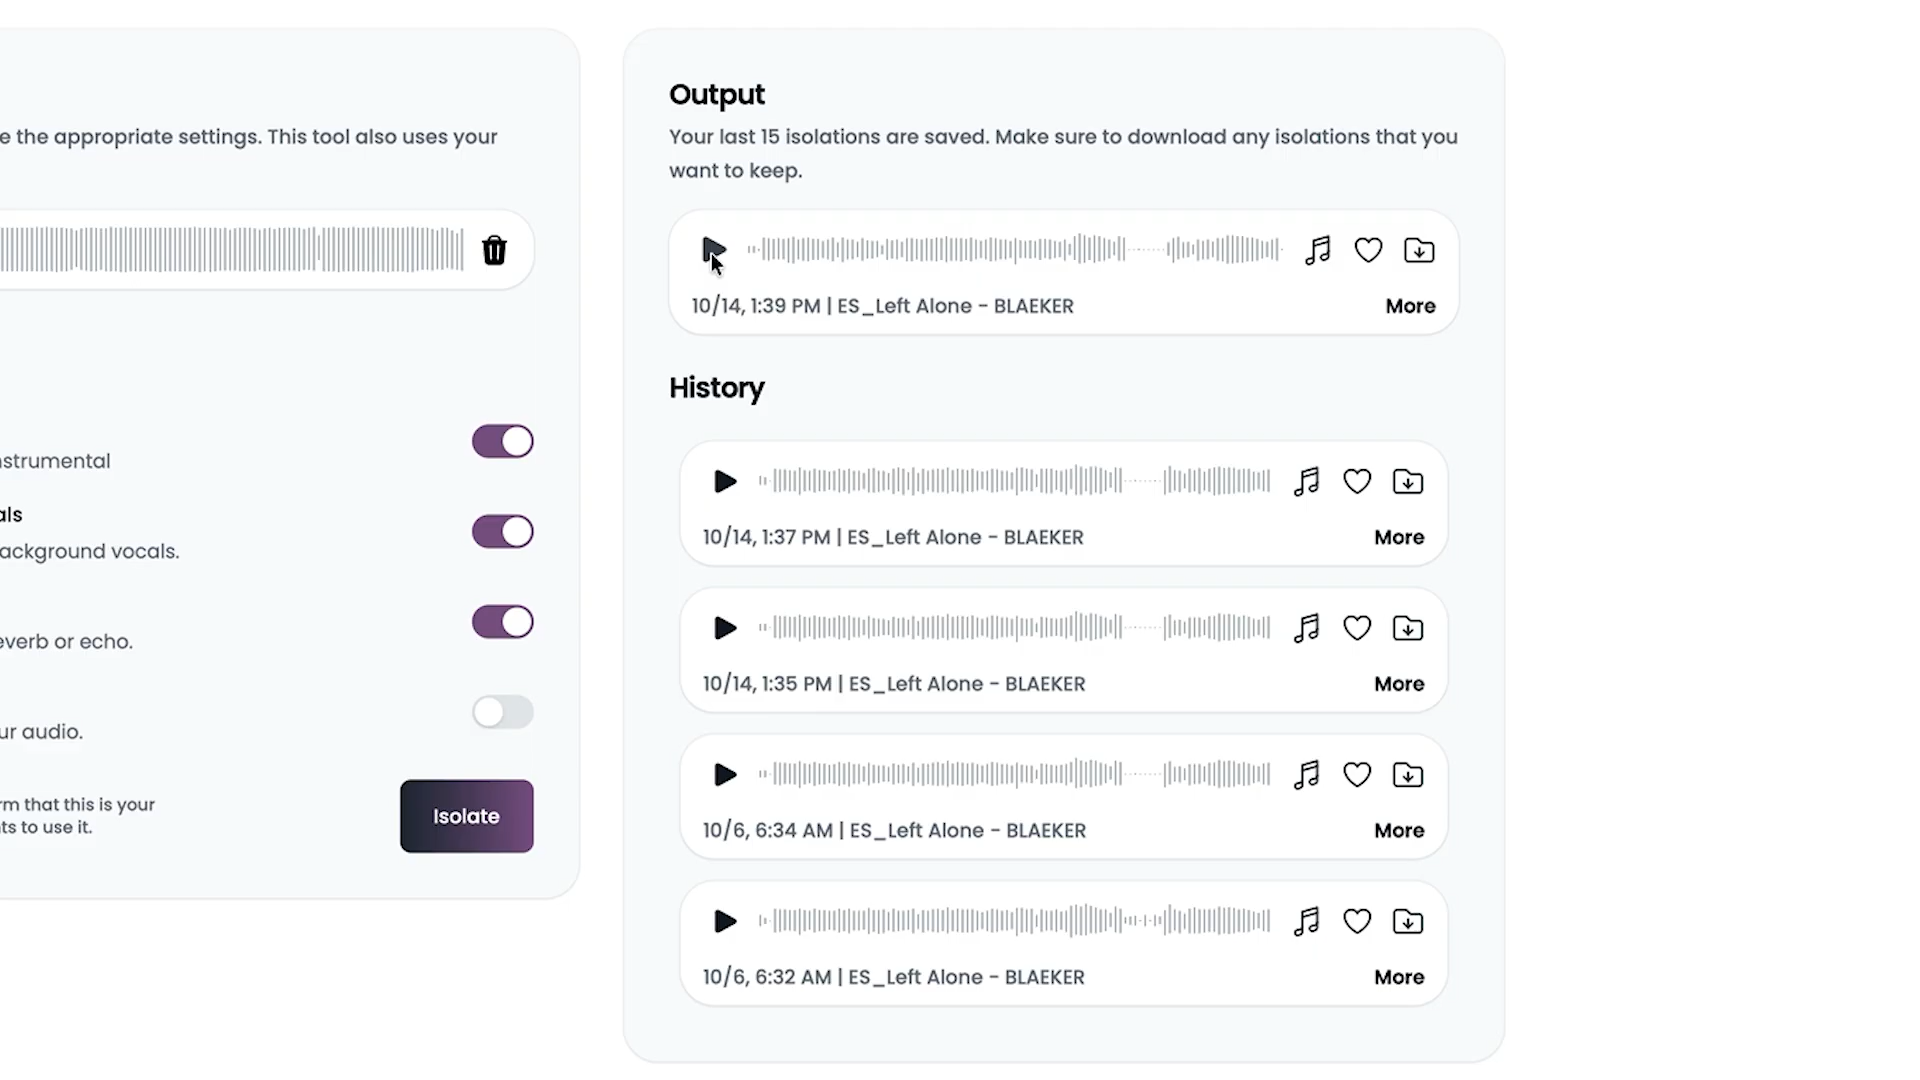 e the appropriate settings. This tool also uses your
nstrumental
als
ackground vocals.
everb or echo.
ur audio.
rm that this is your
nts to use it.
Isolate
Output
Your last 15 isolations are saved. Make sure to download any isolations that you
want to keep.
10/14, 1:39 PM | ES_Left Alone - BLAEKER
More
History
10/14, 1:37 PM | ES_Left Alone - BLAEKER
More
10/14, 1:35 PM | ES_Left Alone - BLAEKER
More
10/6, 6:34 AM | ES_Left Alone - BLAEKER
More
10/6, 6:32 AM | ES_Left Alone - BLAEKER
More